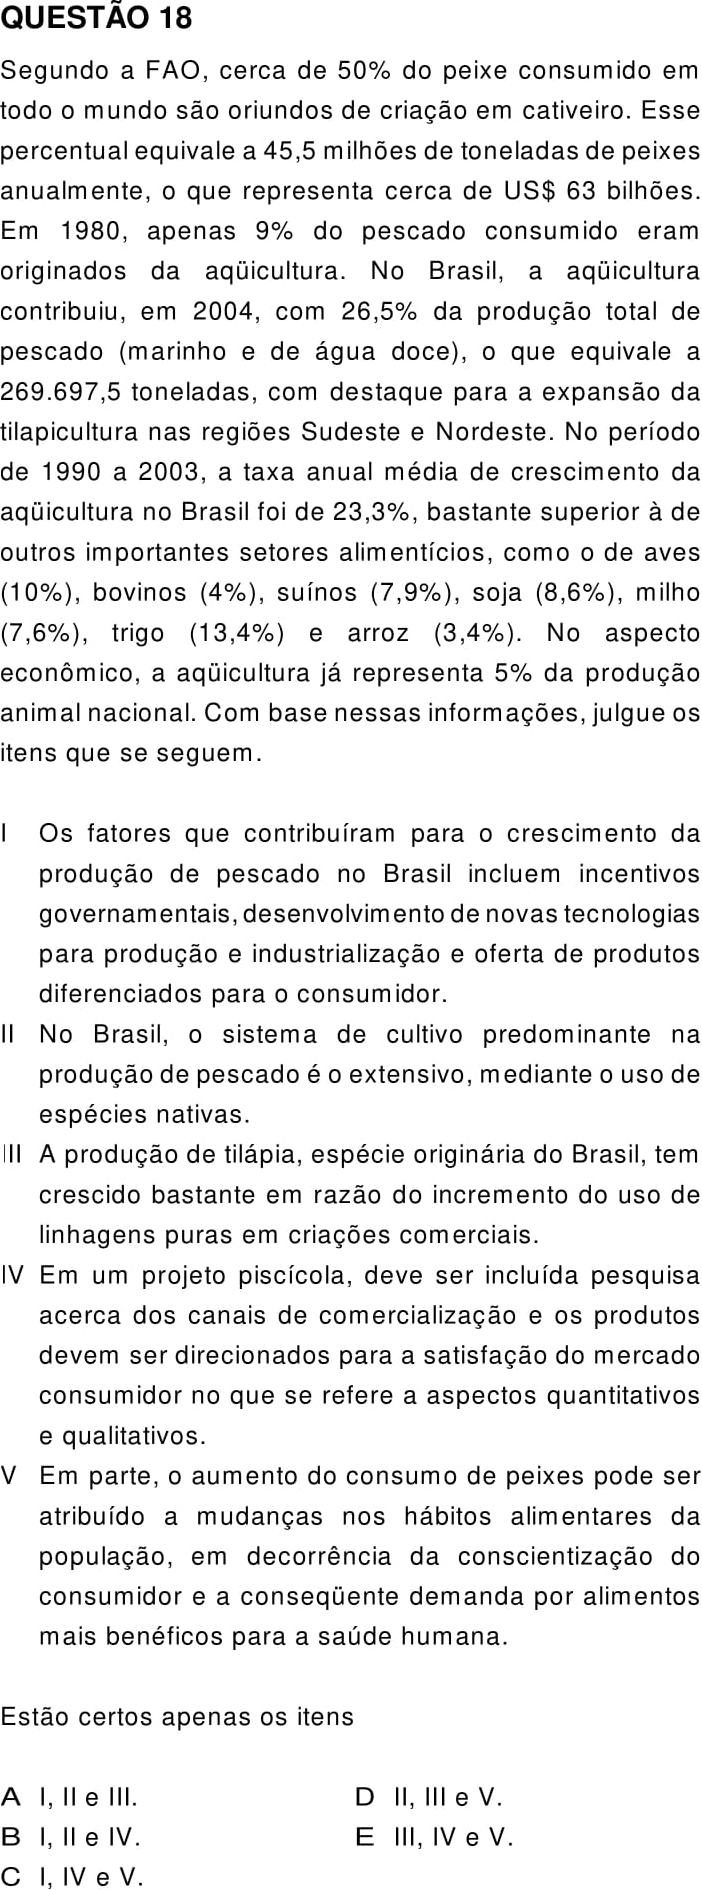 QUESTÃO 18
Segundo a FAO, cerca de 50% do peixe consumido em
todo o mundo são oriundos de criação em cativeiro. Esse
percentual equivale a 45,5 milhões de toneladas de peixes
anualmente, o que representa cerca de US$ 63 bilhões.
Em 1980, apenas 9% do pescado consumido eram
originados da aqüicultura. No Brasil, a aqüicultura
contribuiu, em 2004, com 26,5% da produção total de
pescado (marinho e de água doce), o que equivale a
269.697,5 toneladas, com destaque para a expansão da
tilapicultura nas regiões Sudeste e Nordeste. No período
de 1990 a 2003, a taxa anual média de crescimento da
aqüicultura no Brasil foi de 23,3%, bastante superior à de
outros importantes setores alimentícios, como o de aves
(10%), bovinos (4%), suínos (7,9%), soja (8,6%), milho
(7,6%), trigo (13,4%) e arroz (3,4%). No aspecto
econômico, a aqüicultura já representa 5% da produção
animal nacional. Com base nessas informações, julgue os
itens que se seguem.
I Os fatores que contribuíram para o crescimento da
produção de pescado no Brasil incluem incentivos
governamentais, desenvolvimento de novas tecnologias
para produção e industrialização e oferta de produtos
diferenciados para o consumidor.
II No Brasil, o sistema de cultivo predominante na
produção de pescado é o extensivo, mediante o uso de
espécies nativas.
III A produção de tilápia, espécie originária do Brasil, tem
crescido bastante em razão do incremento do uso de
linhagens puras em criações comerciais.
IV Em um projeto piscícola, deve ser incluída pesquisa
acerca dos canais de comercialização e os produtos
devem ser direcionados para a satisfação do mercado
consumidor no que se refere a aspectos quantitativos
e qualitativos.
V Em parte, o aumento do consumo de peixes pode ser
atribuído a mudanças nos hábitos alimentares da
população, em decorrência da conscientização do
consumidor e a conseqüente demanda por alimentos
mais benéficos para a saúde humana.
Estão certos apenas os itens
A I, II e III.
B I, II e IV.
C I, IV e V.
D II, III e V.
E III, IV e V.